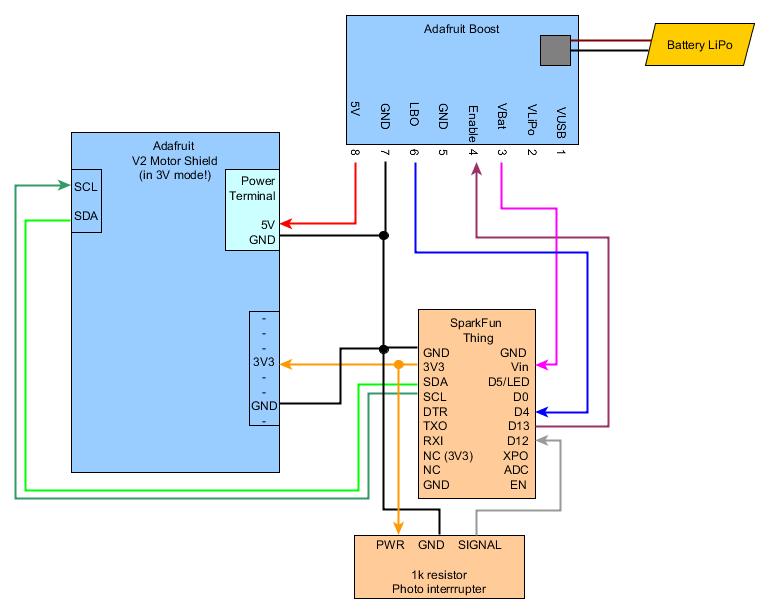 Adafruit Boost
Battery LiPo
5V
GND
LBO
GND
Enable
VBat
VLiPo
VUSB
8
7
6
5
4
3
2
1
Adafruit
V2 Motor Shield
(in 3V mode!)
SCL
SDA
Power
Terminal
5V
GND
-
-
-
3V3
-
-
GND
-
SparkFun
Thing
GND GND
3V3 Vin
SDA D5/LED
SCL D0
DTR D4
TXO D13
RXI D12
NC (3V3) XPO
NC ADC
GND EN
PWR GND SIGNAL
1k resistor
Photo interrrupter